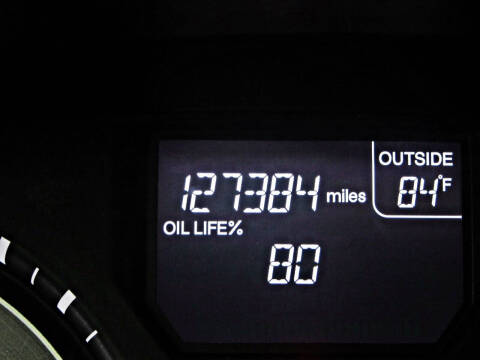 OUTSIDE
127384 miles 84°F
OIL LIFE%
80